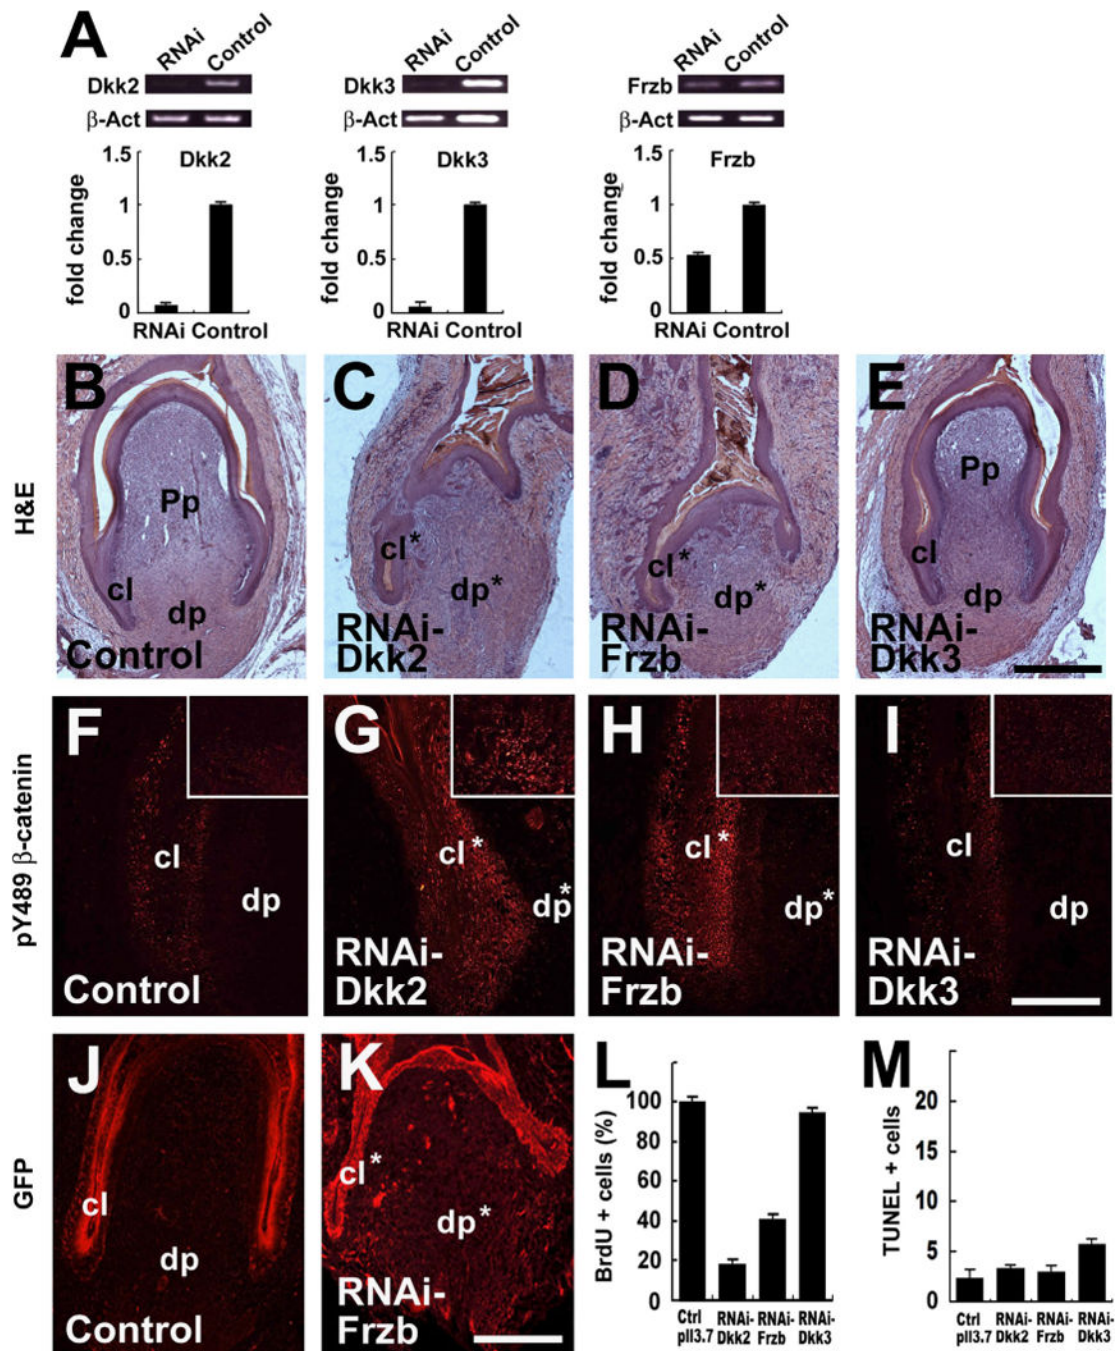 A
RNAi Control
Dkk2
β-Act
RNAi Control
Dkk3
β-Act
RNAi Control
Frzb
β-Act
Dkk2
fold change
1.5
1
0.5
0
RNAi Control
Dkk3
fold change
1.5
1
0.5
0
RNAi Control
Frzb
fold change
1.5
1
0.5
0
RNAi Control
H&E
B
Pp
cl
dp
Control
C
cl*
dp*
RNAi-
Dkk2
D
cl*
dp*
RNAi-
Frzb
E
Pp
cl
dp
RNAi-
Dkk3
pY489 β-catenin
F
cl
dp
Control
G
cl*
dp*
RNAi-
Dkk2
H
cl*
dp*
RNAi-
Frzb
I
cl
dp
RNAi-
Dkk3
GFP
J
cl
dp
Control
K
cl*
dp*
RNAi-
Frzb
L
BrdU + cells (%)
100
80
60
40
20
0
Ctrl
pll3.7
RNAi-
Dkk2
RNAi-
Frzb
RNAi-
Dkk3
M
TUNEL + cells
20
15
10
5
0
Ctrl
pll3.7
RNAi-
Dkk2
RNAi-
Frzb
RNAi-
Dkk3